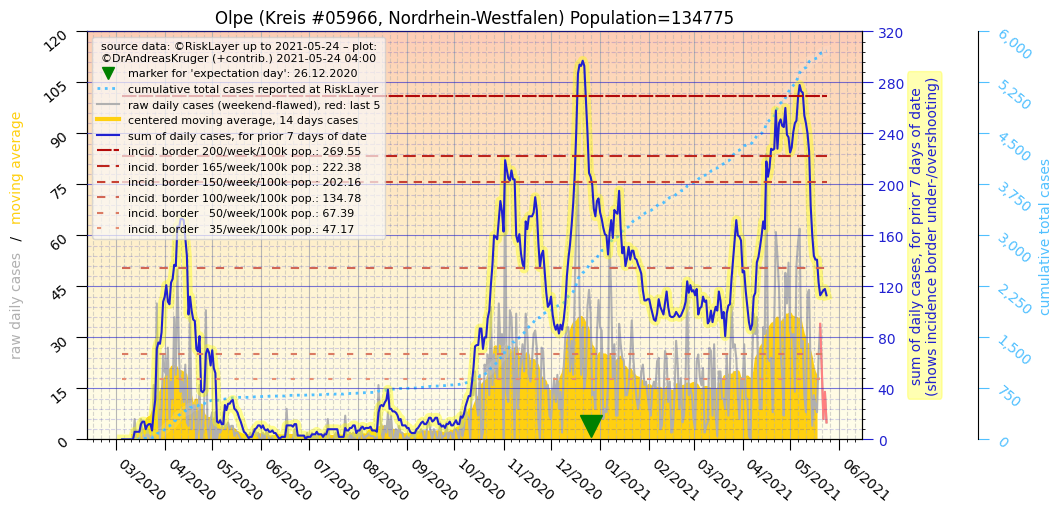 Olpe (Kreis #05966, Nordrhein-Westfalen) Population=134775
source data: ©RiskLayer up to 2021-05-24 – plot:
©DrAndreasKruger (+contrib.) 2021-05-24 04:00
marker for 'expectation day': 26.12.2020
cumulative total cases reported at RiskLayer
raw daily cases (weekend-flawed), red: last 5
centered moving average, 14 days cases
sum of daily cases, for prior 7 days of date
incid. border 200/week/100k pop.: 269.55
incid. border 165/week/100k pop.: 222.38
incid. border 150/week/100k pop.: 202.16
incid. border 100/week/100k pop.: 134.78
incid. border   50/week/100k pop.: 67.39
incid. border   35/week/100k pop.: 47.17
raw daily cases / moving average
120
105
90
75
60
45
30
15
0
03/2020
04/2020
05/2020
06/2020
07/2020
08/2020
09/2020
10/2020
11/2020
12/2020
01/2021
02/2021
03/2021
04/2021
05/2021
06/2021
320
280
240
200
160
120
80
40
0
sum of daily cases, for prior 7 days of date
(shows incidence border under-/overshooting)
6,000
5,250
4,500
3,750
3,000
2,250
1,500
750
0
cumulative total cases